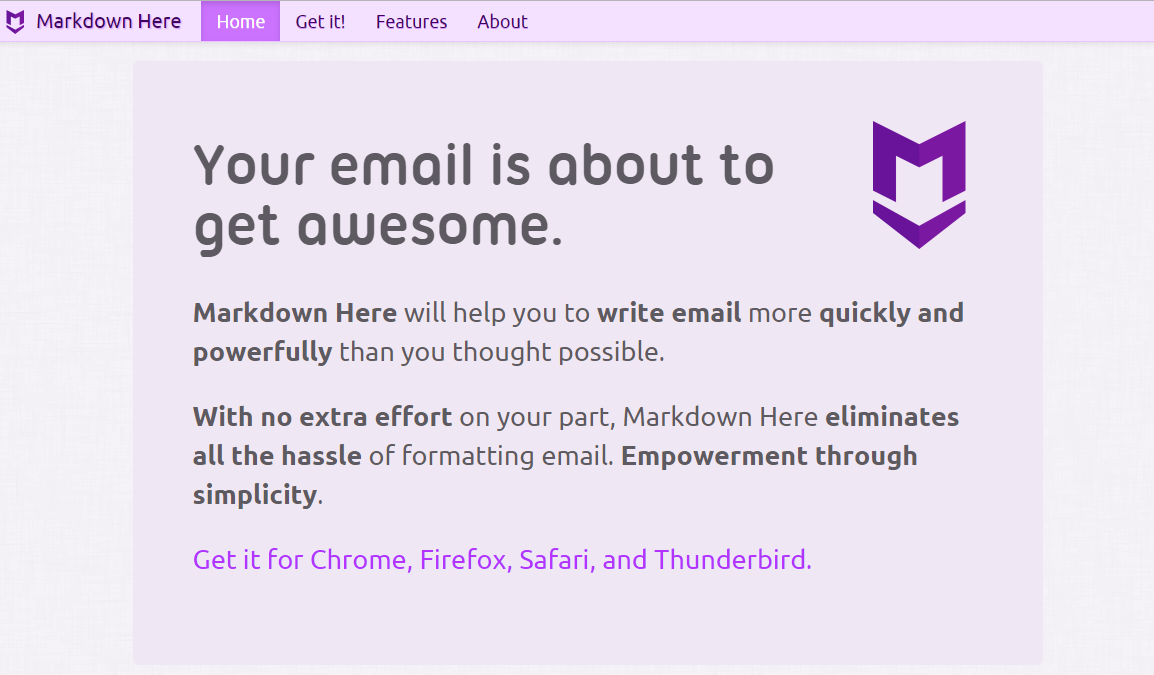 Markdown Here Home Get it! Features About
Your email is about to
get awesome.
Markdown Here will help you to write email more quickly and
powerfully than you thought possible.
With no extra effort on your part, Markdown Here eliminates
all the hassle of formatting email. Empowerment through
simplicity.
Get it for Chrome, Firefox, Safari, and Thunderbird.